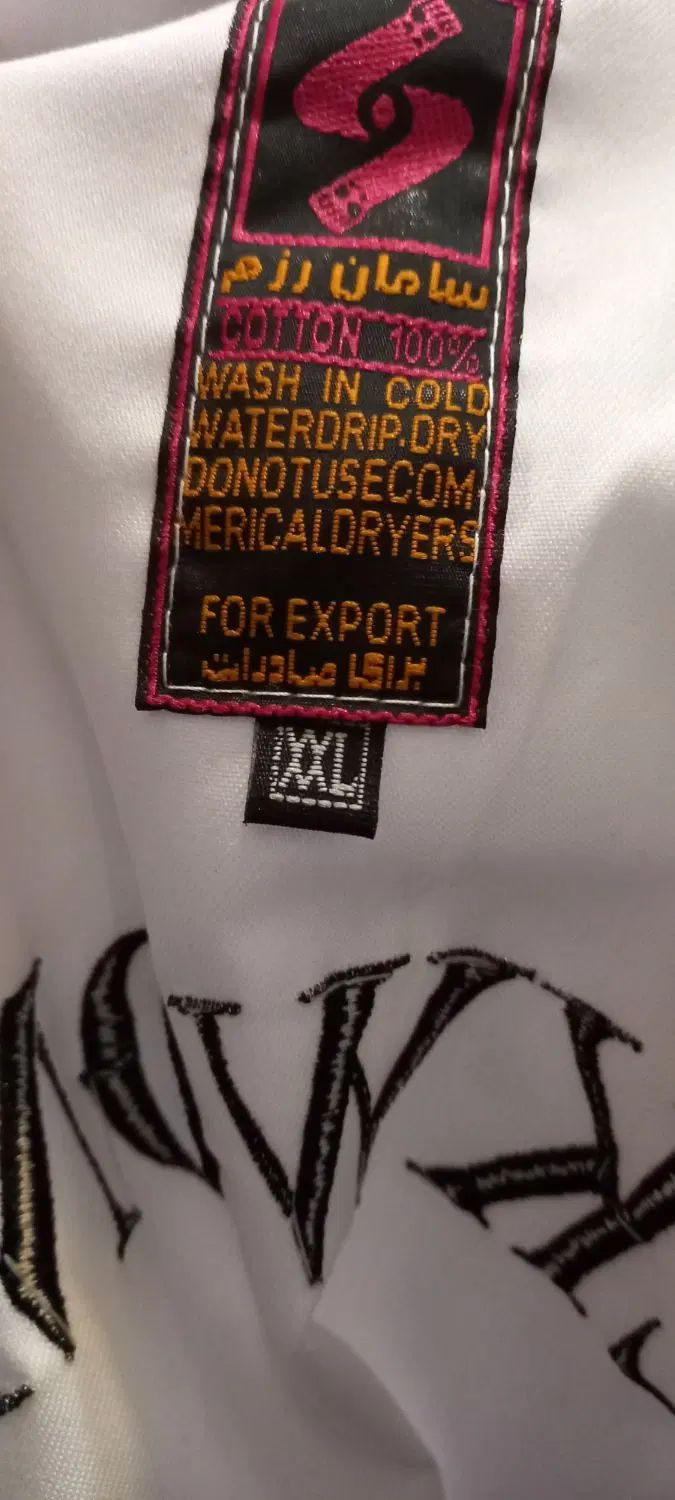 سامان رزم
COTTON 100%
WASH IN COLD
WATERDRIP.DRY
DONOTUSECOM
MERICALDRYERS
FOR EXPORT
برای صادرات
XXL